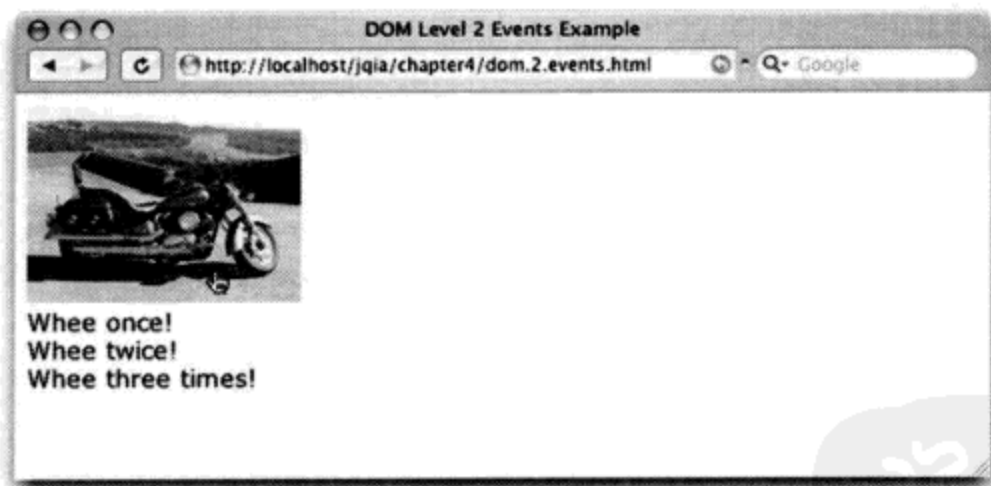 DOM Level 2 Events Example
http://localhost/jqia/chapter4/dom.2.events.html
Google
Whee once!
Whee twice!
Whee three times!